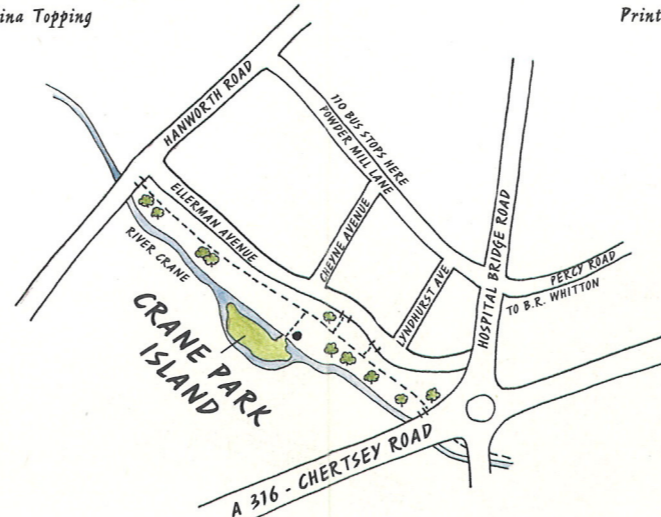 ina Topping
Print
HANWORTH ROAD
110 BUS STOPS HERE
POWDER MILL LANE
ELLERMAN AVENUE
CHEYNE AVENUE
LYNDHURST AVE
HOSPITAL BRIDGE ROAD
PERCY ROAD
TO B.R. WHITTON
RIVER CRANE
CRANE PARK
ISLAND
A 316 - CHERTSEY ROAD